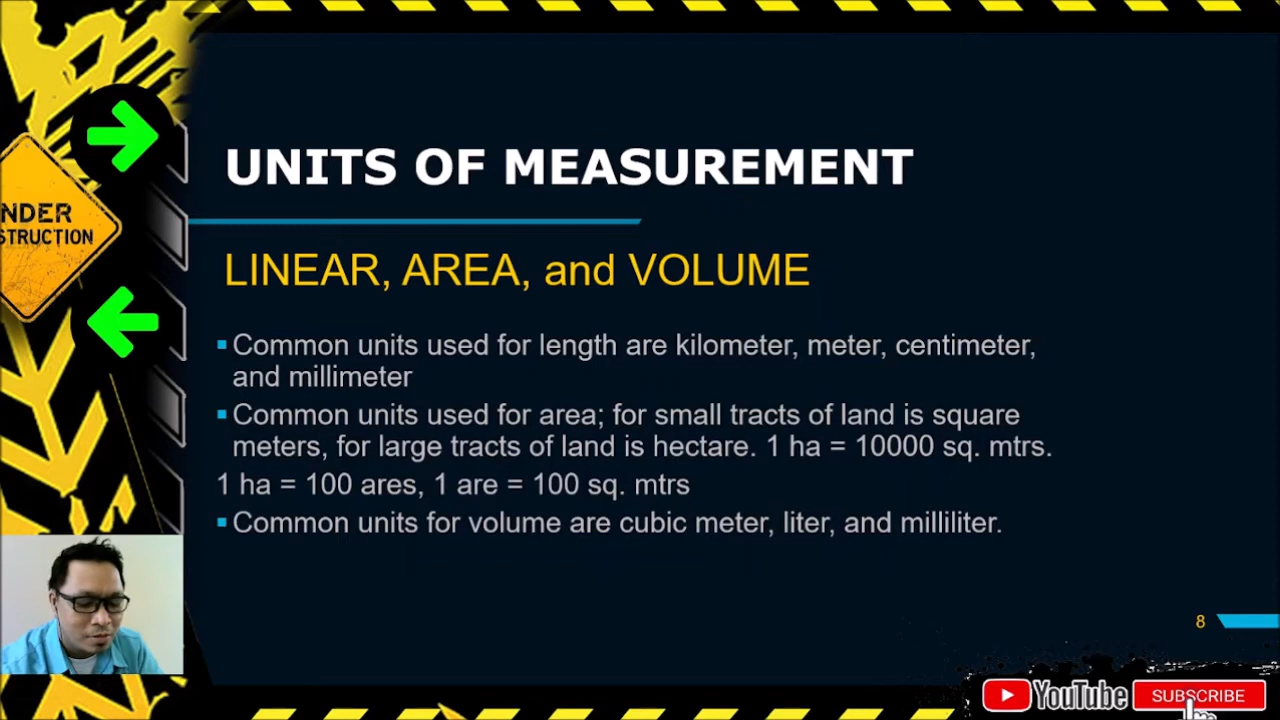 UNITS OF MEASUREMENT
NDER
STRUCTION
LINEAR, AREA, and VOLUME
Common units used for length are kilometer, meter, centimeter,
and millimeter
Common units used for area; for small tracts of land is square
meters, for large tracts of land is hectare. 1 ha = 10000 sq. mtrs.
1 ha = 100 ares, 1 are = 100 sq. mtrs
Common units for volume are cubic meter, liter, and milliliter.
8
YouTube
SUBSCRIBE